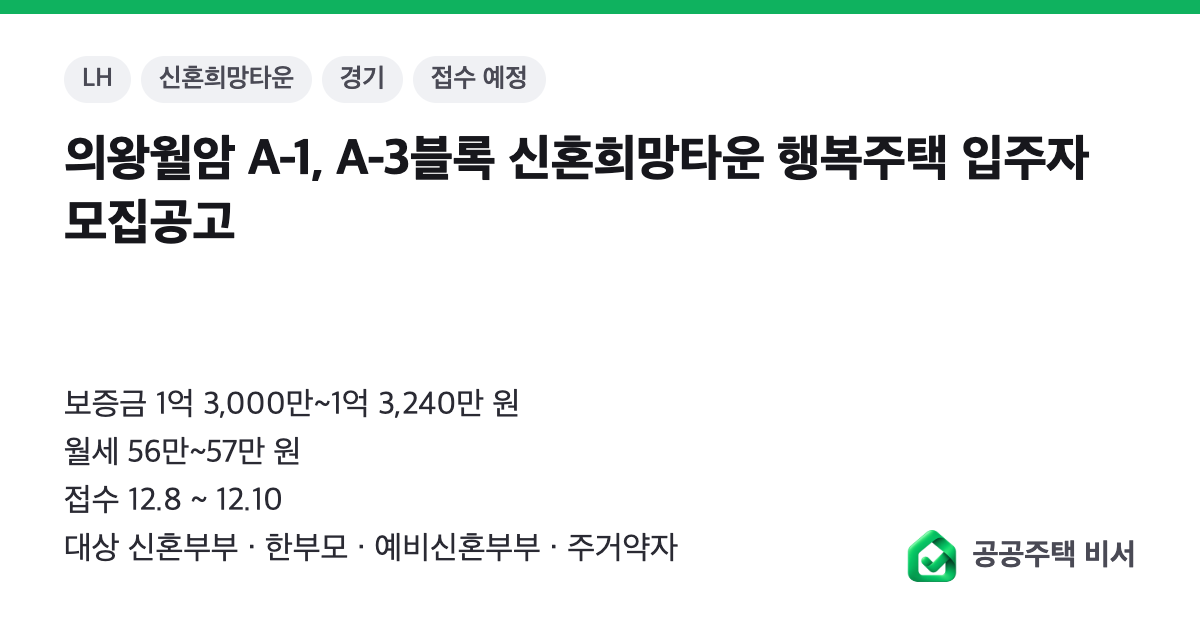 LH 신혼희망타운 경기 접수 예정
의왕월암 A-1, A-3블록 신혼희망타운 행복주택 입주자
모집공고
보증금 1억 3,000만~1억 3,240만 원
월세 56만~57만 원
접수 12.8 ~ 12.10
대상 신혼부부 · 한부모 · 예비신혼부부 · 주거약자
공공주택 비서